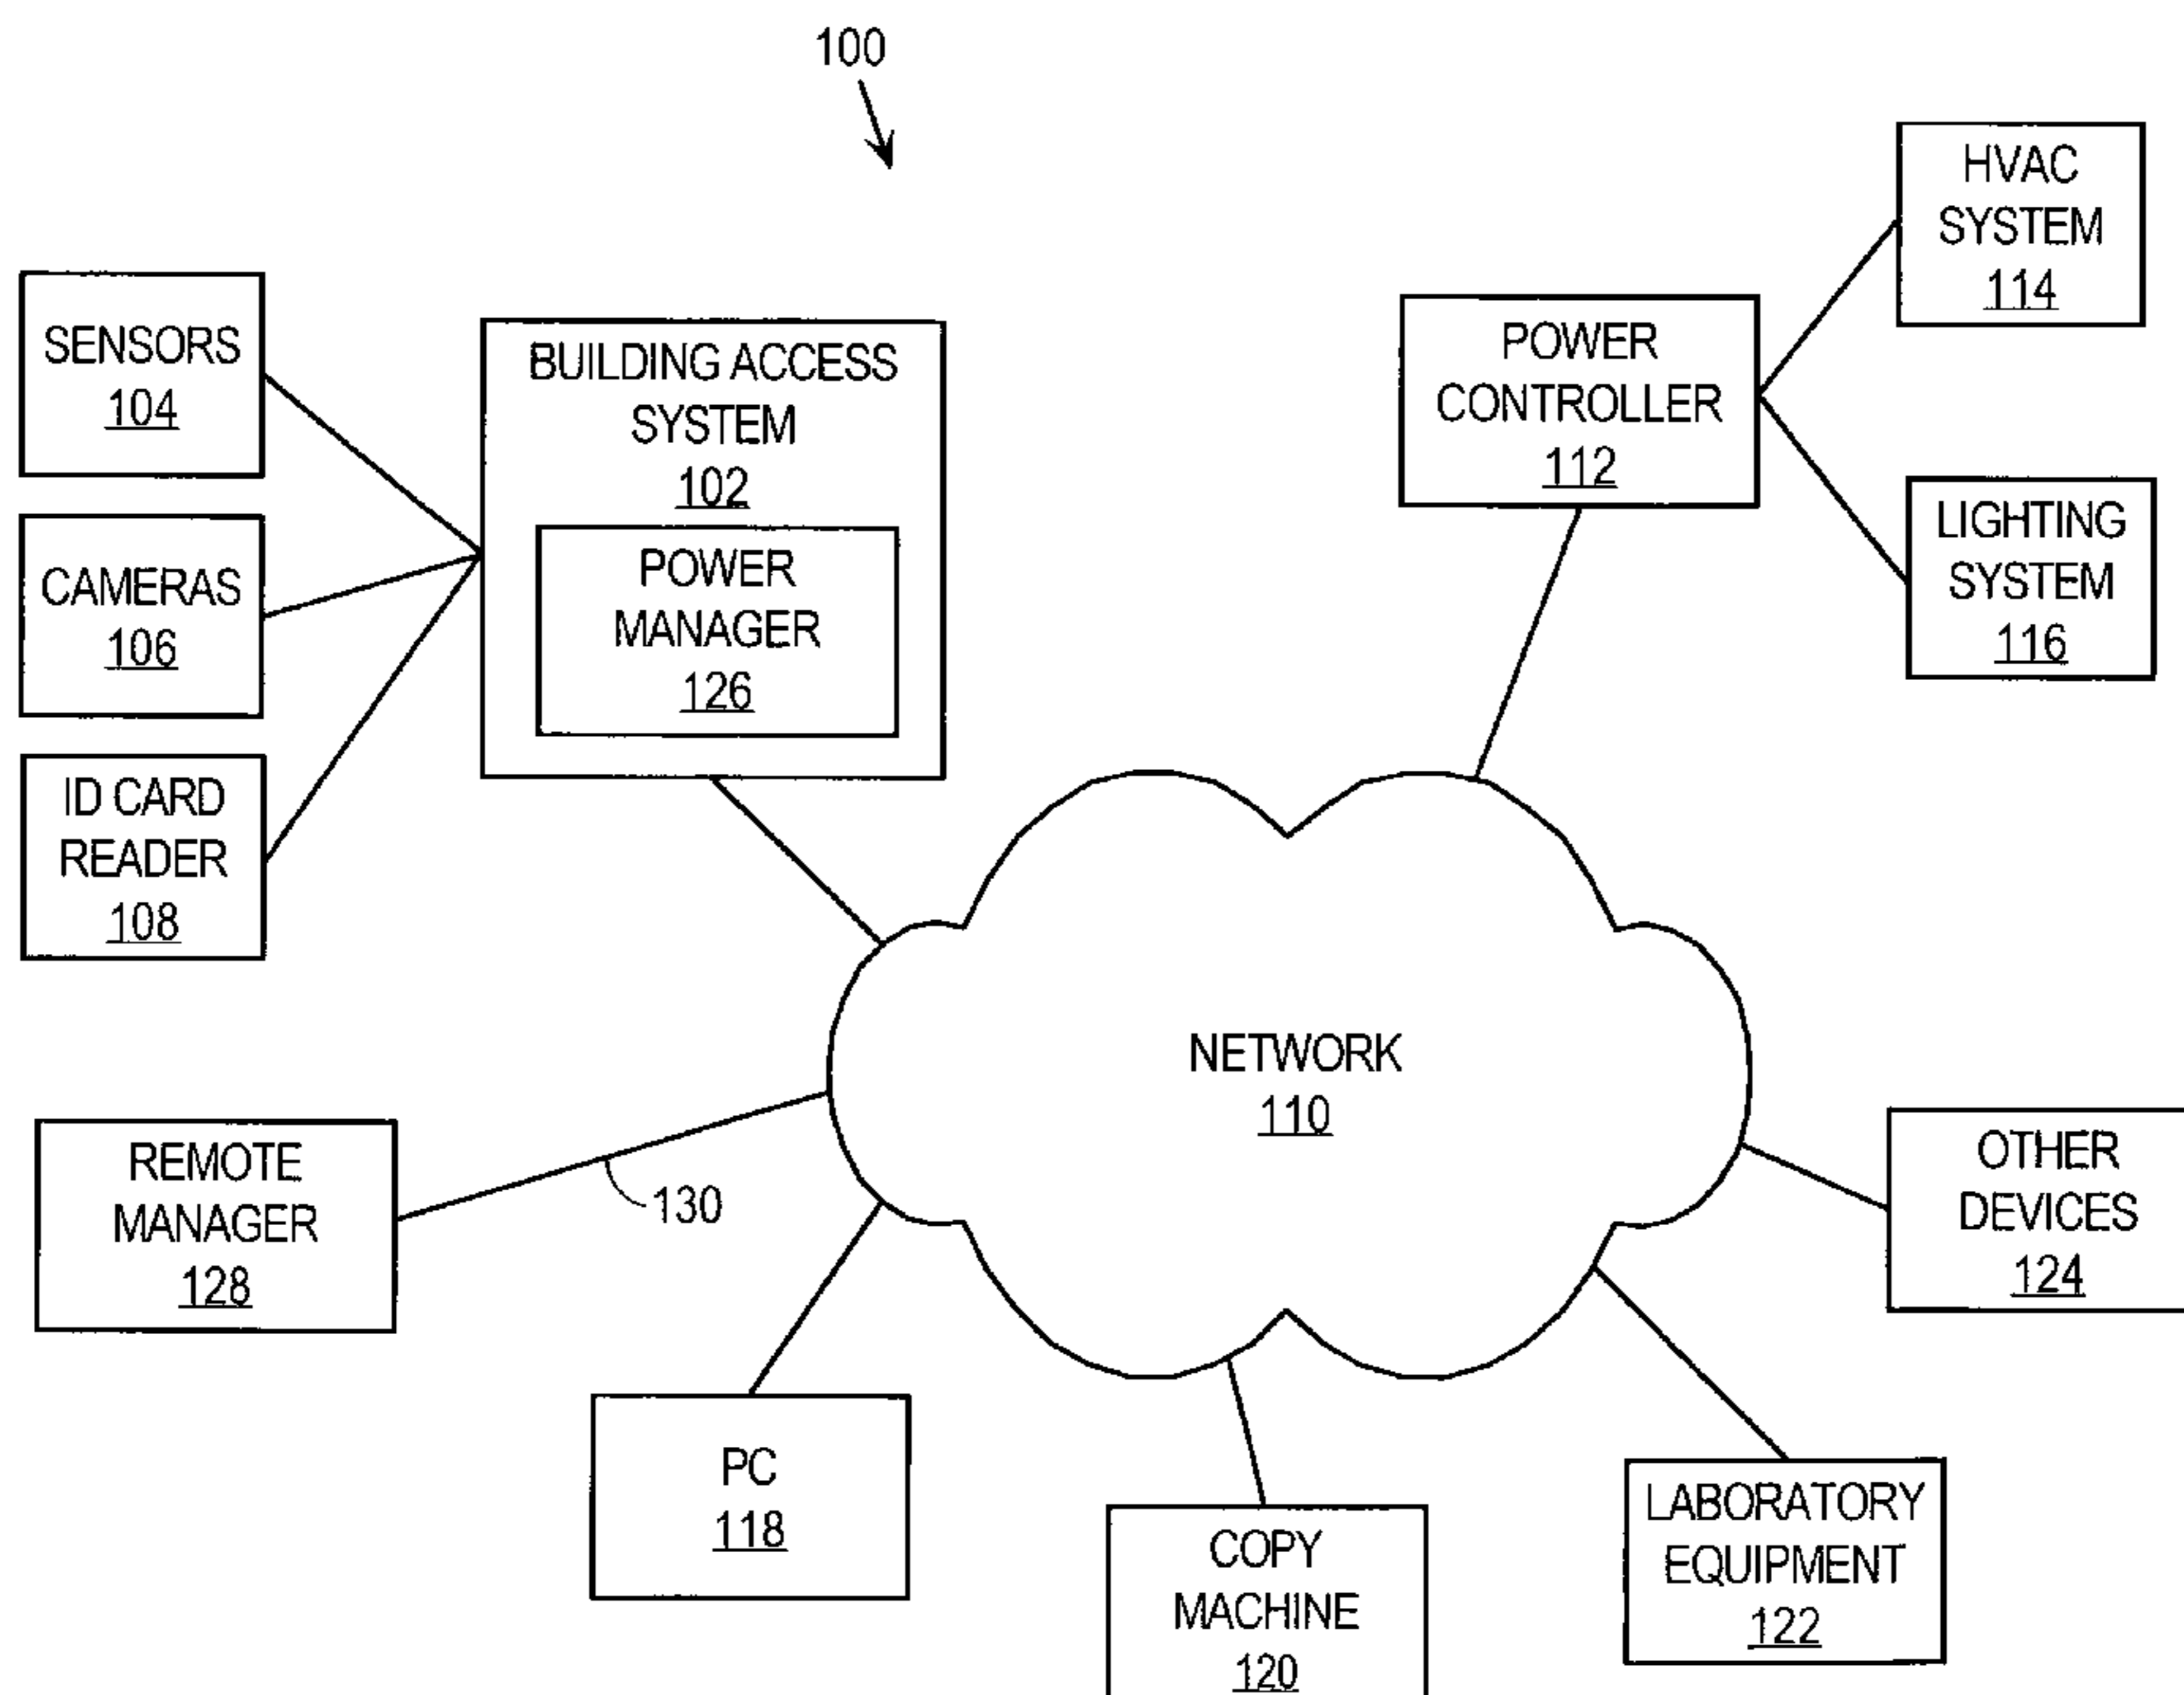 100
HVAC
SYSTEM
114
SENSORS
104
BUILDING ACCESS
SYSTEM
102
POWER
CONTROLLER
112
CAMERAS
106
POWER
MANAGER
126
LIGHTING
SYSTEM
116
ID CARD
READER
108
NETWORK
110
REMOTE
MANAGER
128
130
OTHER
DEVICES
124
PC
118
COPY
MACHINE
120
LABORATORY
EQUIPMENT
122